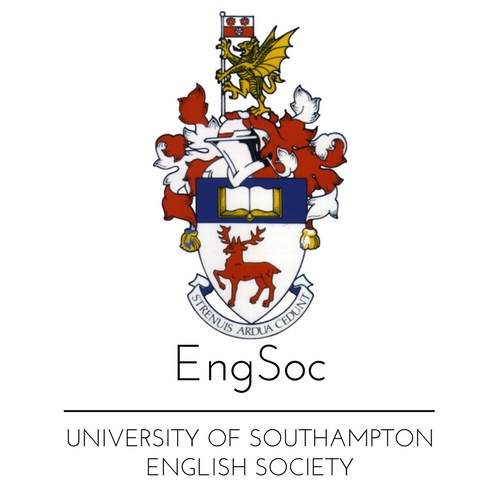 STRENUIS ARDUA CEDUNT
EngSoc
UNIVERSITY OF SOUTHAMPTON
ENGLISH SOCIETY